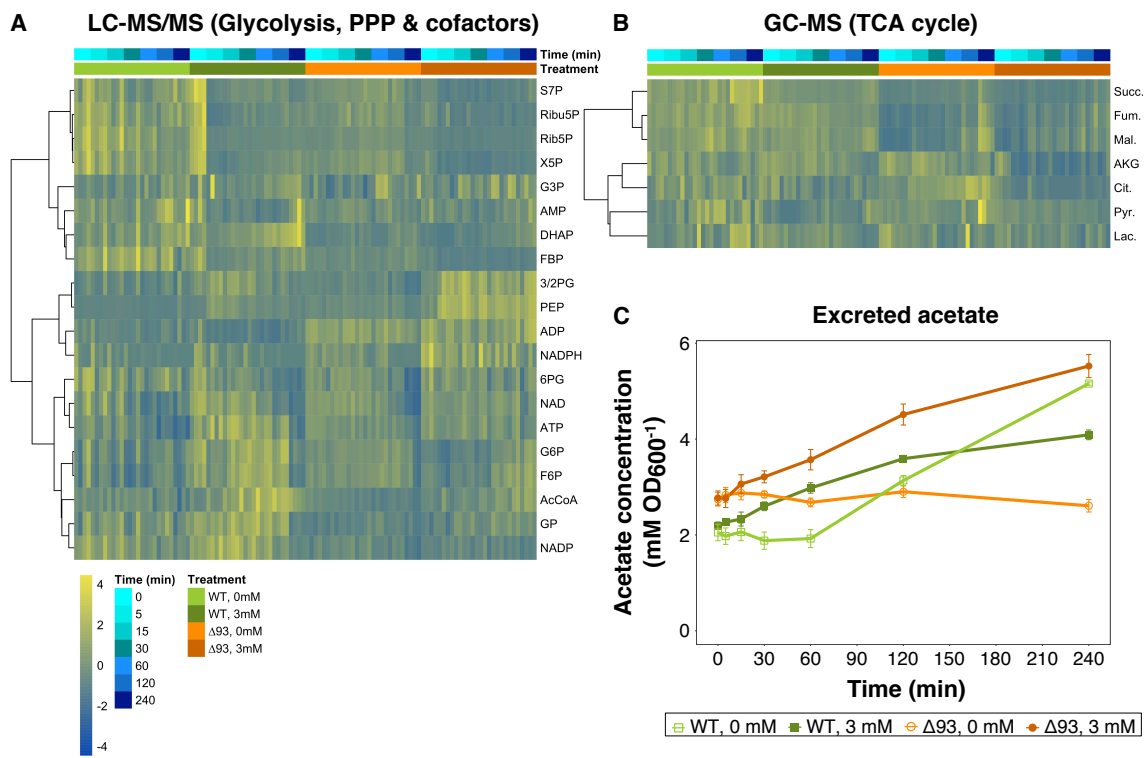 A
LC-MS/MS (Glycolysis, PPP & cofactors)
Time (min)
Treatment
S7P
Ribu5P
Rib5P
X5P
G3P
AMP
DHAP
FBP
3/2PG
PEP
ADP
NADPH
6PG
NAD
ATP
G6P
F6P
AcCoA
GP
NADP
4
2
0
-2
-4
Time (min)
0
5
15
30
60
120
240
Treatment
WT, 0mM
WT, 3mM
Δ93, 0mM
Δ93, 3mM
B
GC-MS (TCA cycle)
Succ.
Fum.
Mal.
AKG
Cit.
Pyr.
Lac.
C
Excreted acetate
Acetate concentration
(mM OD600-1)
6
4
2
0
0 30 60 90 120 150 180 210 240
Time (min)
WT, 0 mM WT, 3 mM Δ93, 0 mM Δ93, 3 mM